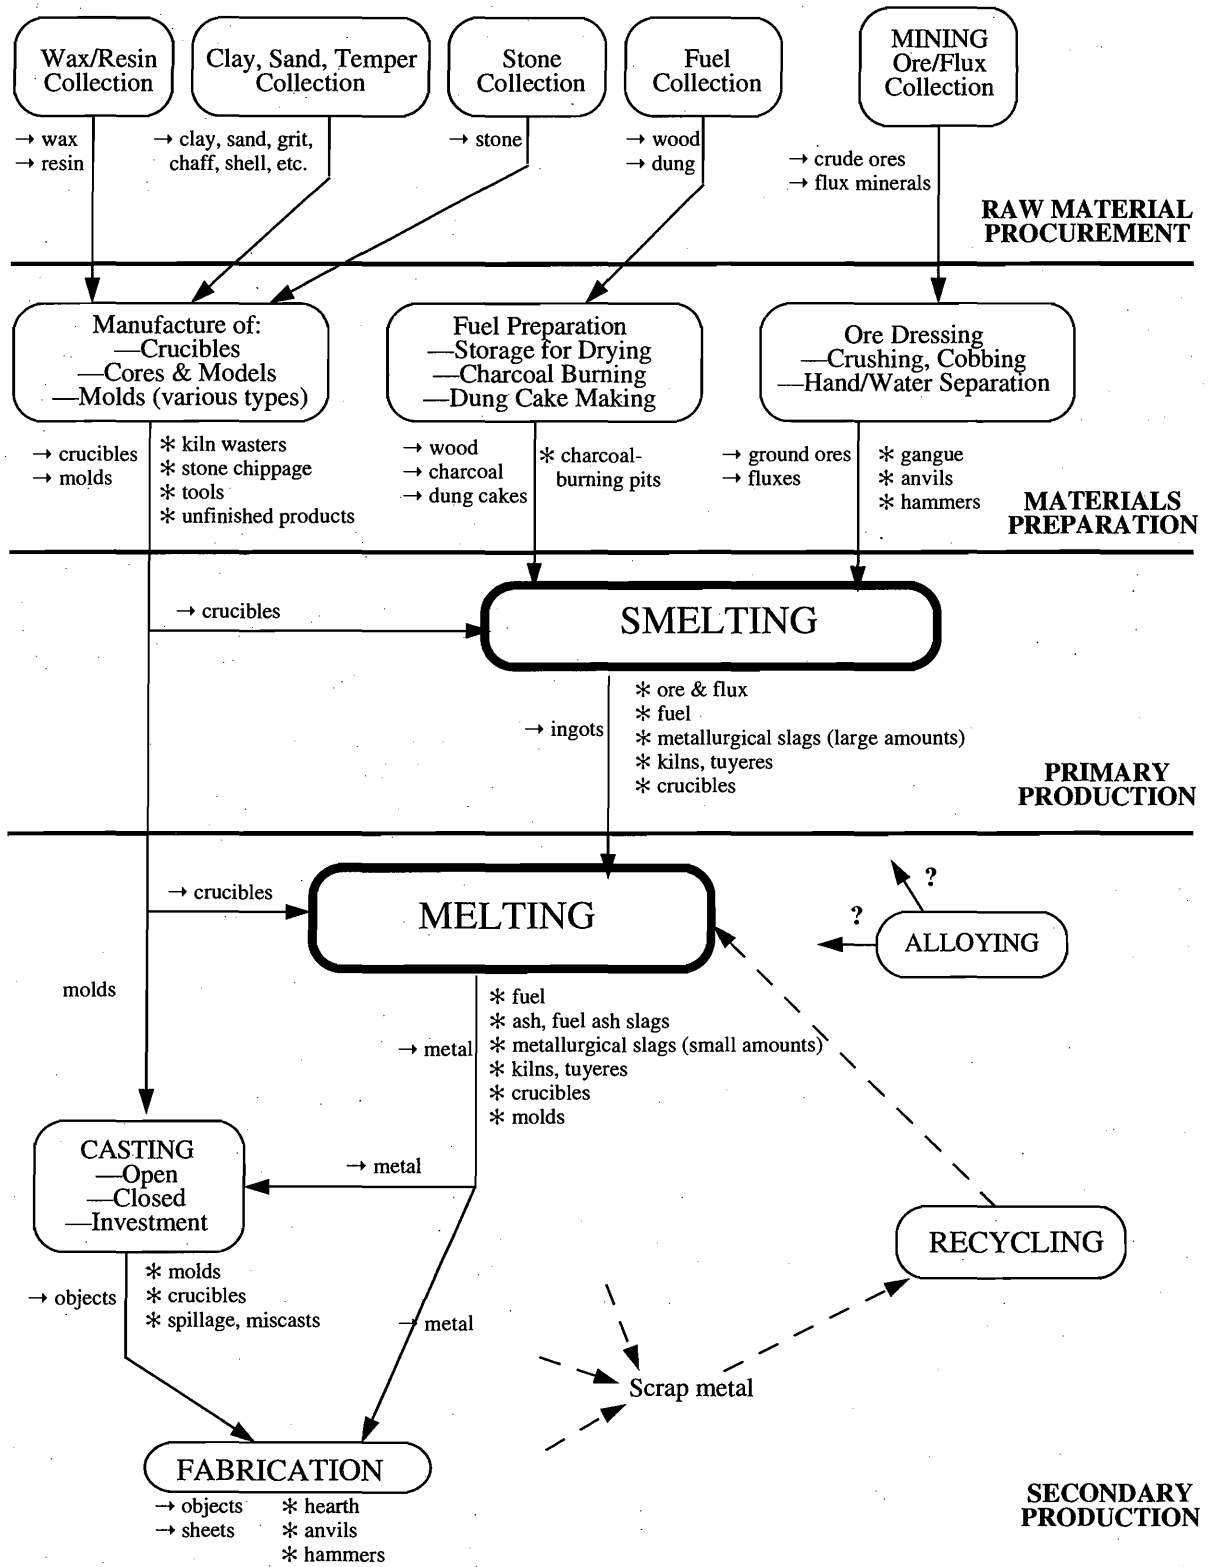 Wax/Resin
Collection
Clay, Sand, Temper
Collection
Stone
Collection
Fuel
Collection
MINING
Ore/Flux
Collection
→ wax
→ resin
→ clay, sand, grit,
chaff, shell, etc.
→ stone
→ wood
→ dung
→ crude ores
→ flux minerals
RAW MATERIAL
PROCUREMENT
Manufacture of:
—Crucibles
—Cores & Models
—Molds (various types)
Fuel Preparation
—Storage for Drying
—Charcoal Burning
—Dung Cake Making
Ore Dressing
—Crushing, Cobbing
—Hand/Water Separation
→ crucibles
→ molds
* kiln wasters
* stone chippage
* tools
* unfinished products
→ wood
→ charcoal
→ dung cakes
* charcoal-
burning pits
→ ground ores
→ fluxes
* gangue
* anvils
* hammers
MATERIALS
PREPARATION
→ crucibles
SMELTING
→ ingots
* ore & flux
* fuel
* metallurgical slags (large amounts)
* kilns, tuyeres
* crucibles
PRIMARY
PRODUCTION
→ crucibles
MELTING
?
?
ALLOYING
molds
→ metal
* fuel
* ash, fuel ash slags
* metallurgical slags (small amounts)
* kilns, tuyeres
* crucibles
* molds
CASTING
—Open
—Closed
—Investment
→ metal
RECYCLING
→ objects
* molds
* crucibles
* spillage, miscasts
→ metal
Scrap metal
FABRICATION
→ objects
→ sheets
* hearth
* anvils
* hammers
SECONDARY
PRODUCTION